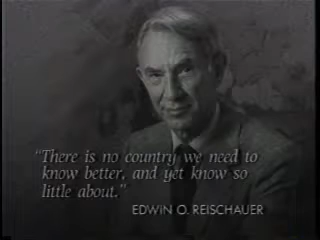 "There is no country we need to
know better, and yet know so
little about."
EDWIN O. REISCHAUER